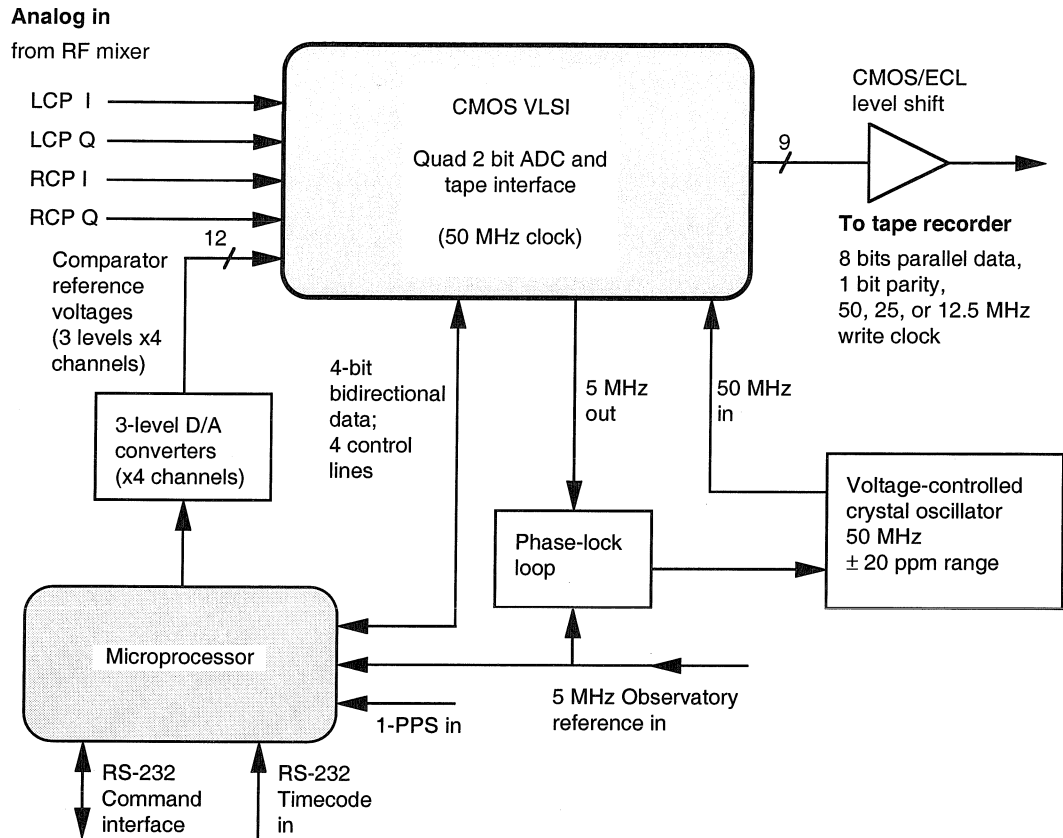 Analog in
from RF mixer
LCP I
LCP Q
RCP I
RCP Q
12
Comparator
reference
voltages
(3 levels x4
channels)
CMOS VLSI
Quad 2 bit ADC and
tape interface
(50 MHz clock)
9
CMOS/ECL
level shift
To tape recorder
8 bits parallel data,
1 bit parity,
50, 25, or 12.5 MHz
write clock
4-bit
bidirectional
data;
4 control
lines
5 MHz
out
50 MHz
in
3-level D/A
converters
(x4 channels)
Phase-lock
loop
Voltage-controlled
crystal oscillator
50 MHz
± 20 ppm range
Microprocessor
5 MHz Observatory
reference in
1-PPS in
RS-232
Command
interface
RS-232
Timecode
in